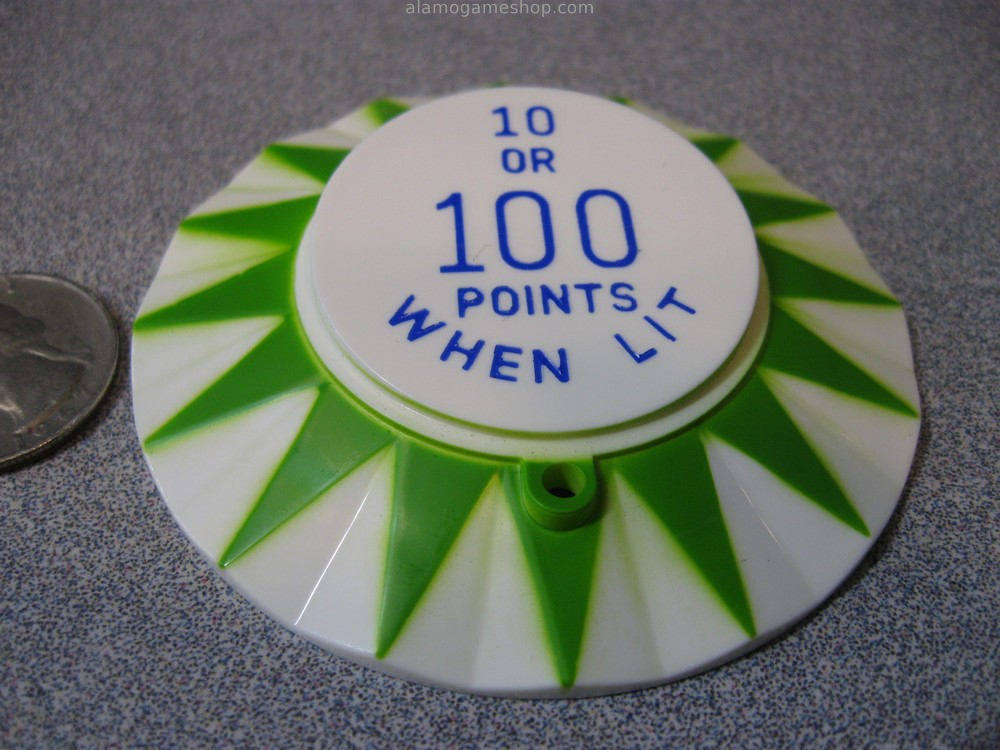 alamogameshop.com
10
OR
100
POINTS
WHEN LIT